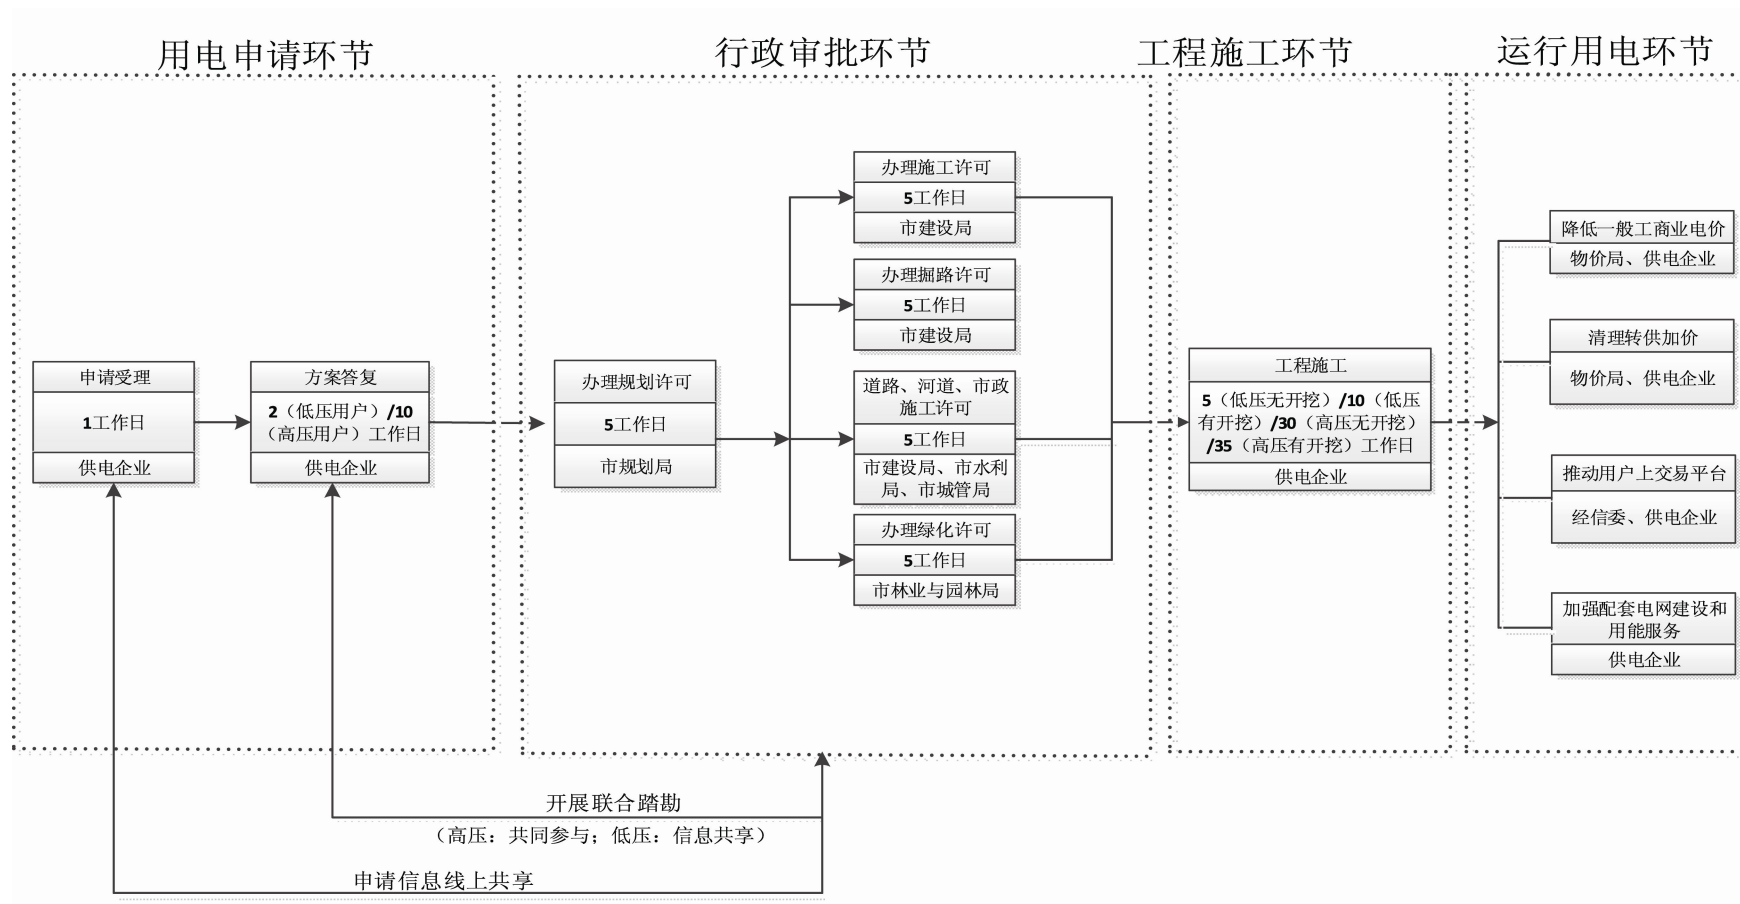 用电申请环节
行政审批环节
工程施工环节
运行用电环节
申请受理
1工作日
供电企业
方案答复
2（低压用户）/10
（高压用户）工作日
供电企业
办理规划许可
5工作日
市规划局
办理施工许可
5工作日
市建设局
办理掘路许可
5工作日
市建设局
道路、河道、市政
施工许可
5工作日
市建设局、市水利
局、市城管局
办理绿化许可
5工作日
市林业与园林局
工程施工
5（低压无开挖）/10（低压
有开挖）/30（高压无开挖）
/35（高压有开挖）工作日
供电企业
降低一般工商业电价
物价局、供电企业
清理转供加价
物价局、供电企业
推动用户上交易平台
经信委、供电企业
加强配套电网建设和
用能服务
供电企业
开展联合踏勘
（高压：共同参与；低压：信息共享）
申请信息线上共享